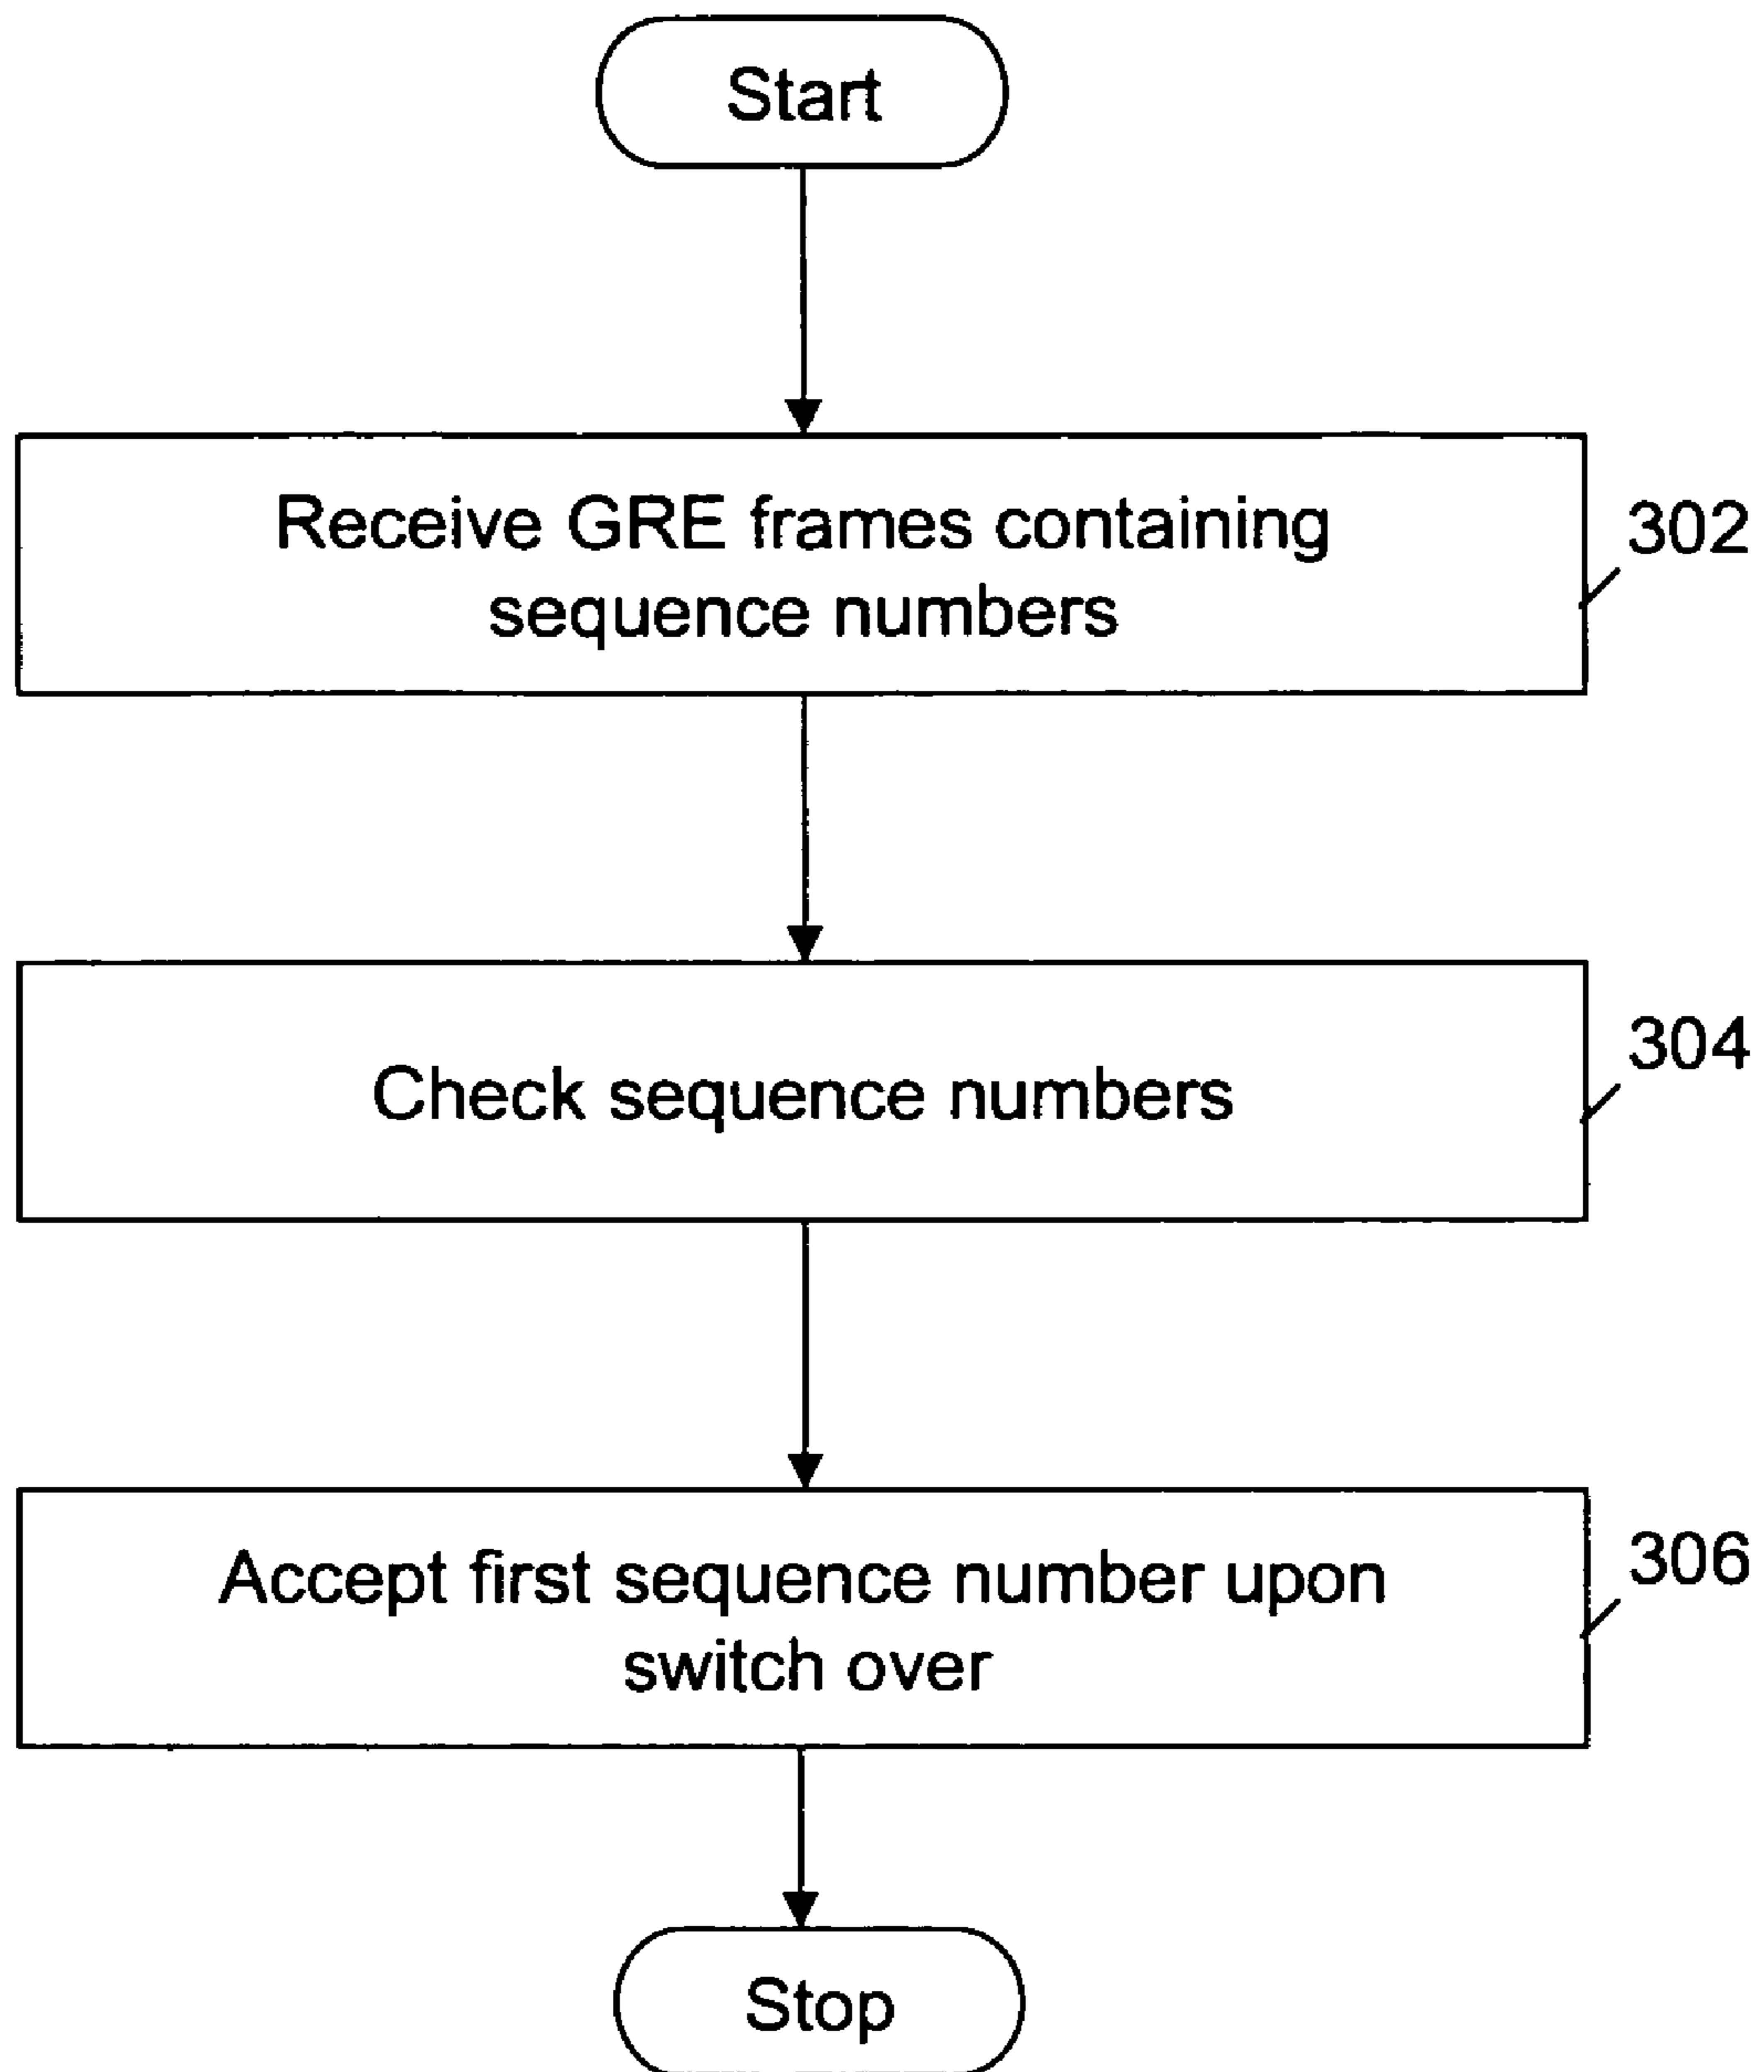 Start
Receive GRE frames containing
sequence numbers
302
Check sequence numbers
304
Accept first sequence number upon
switch over
306
Stop